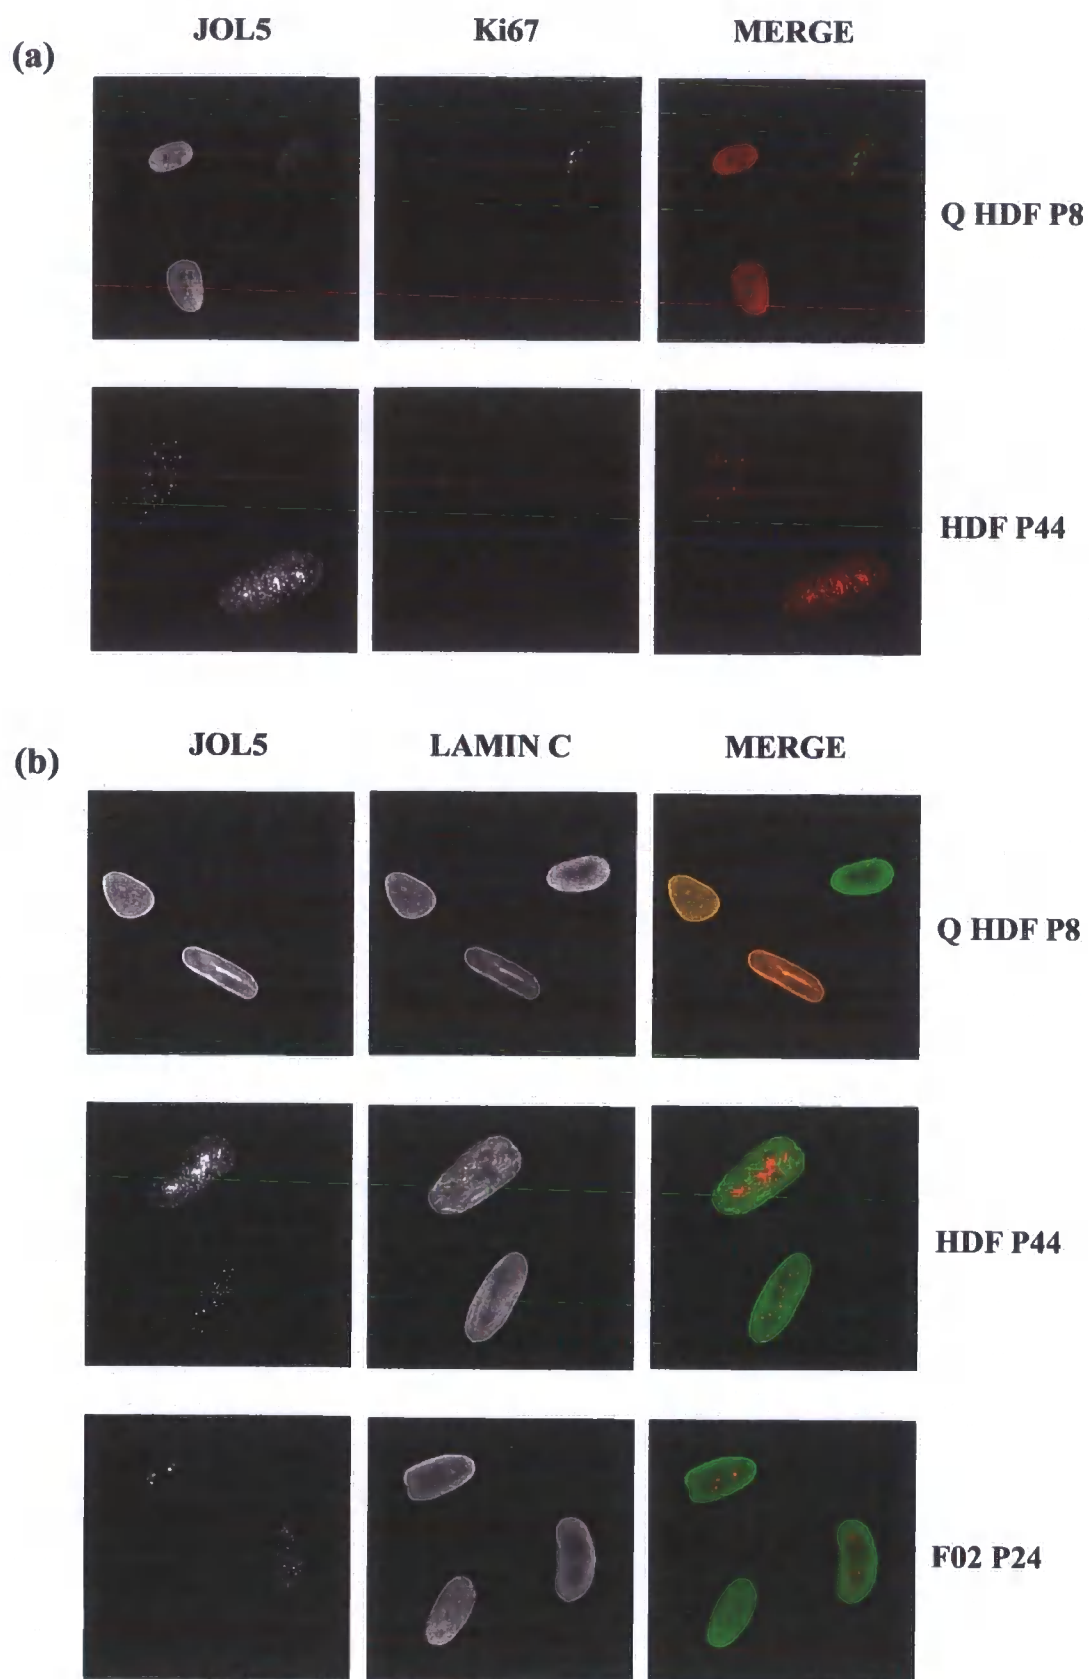 JOL5 Ki67 MERGE
(a)
Q HDF P8
HDF P44
JOL5 LAMIN C MERGE
(b)
Q HDF P8
HDF P44
F02 P24